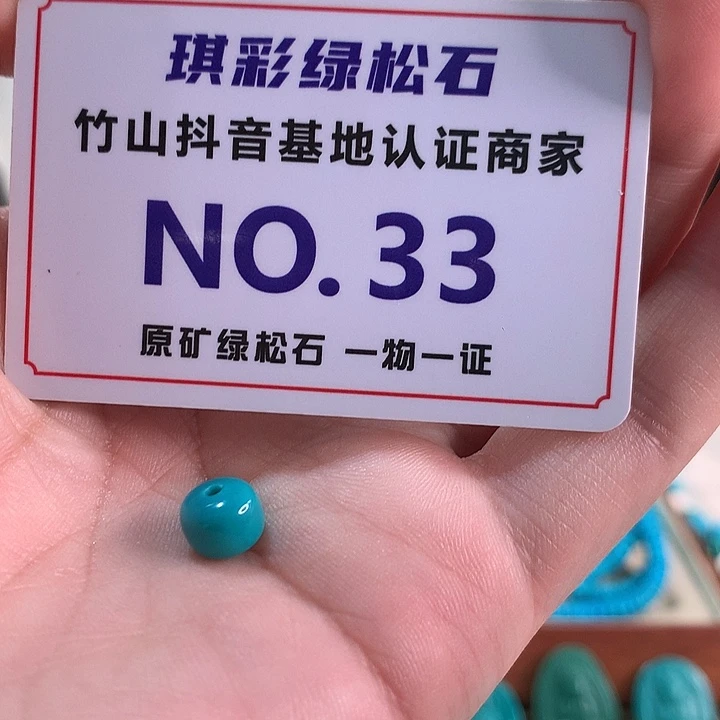 琪彩绿松石
竹山抖音基地认证商家
NO.33
原矿绿松石 一物一证